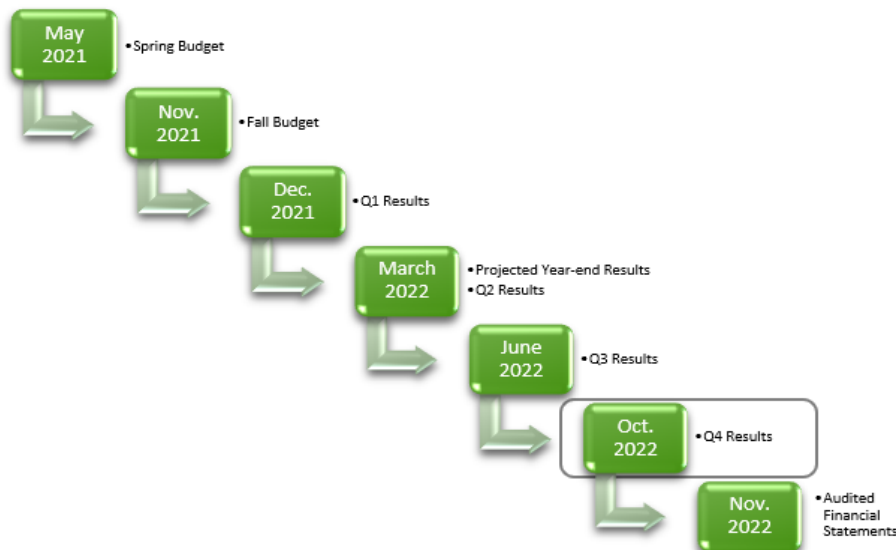 May
2021
•Spring Budget
Nov.
2021
•Fall Budget
Dec.
2021
•Q1 Results
March
2022
•Projected Year-end Results
•Q2 Results
June
2022
•Q3 Results
Oct.
2022
•Q4 Results
Nov.
2022
•Audited
Financial
Statements